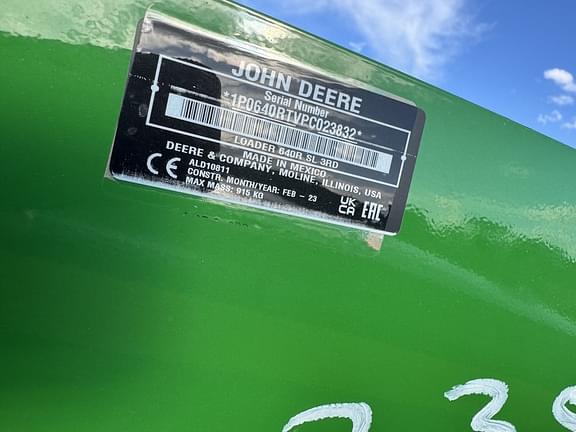 JOHN DEERE
Serial Number
*1P0640RTVPC023832*
LOADER 640R SL 3RD
MADE IN MEXICO
DEERE & COMPANY, MOLINE, ILLINOIS, USA
CE ALD10811
CONSTR. MONTH/YEAR: FEB - 23
MAX MASS: 915 KG
UK CA EAC